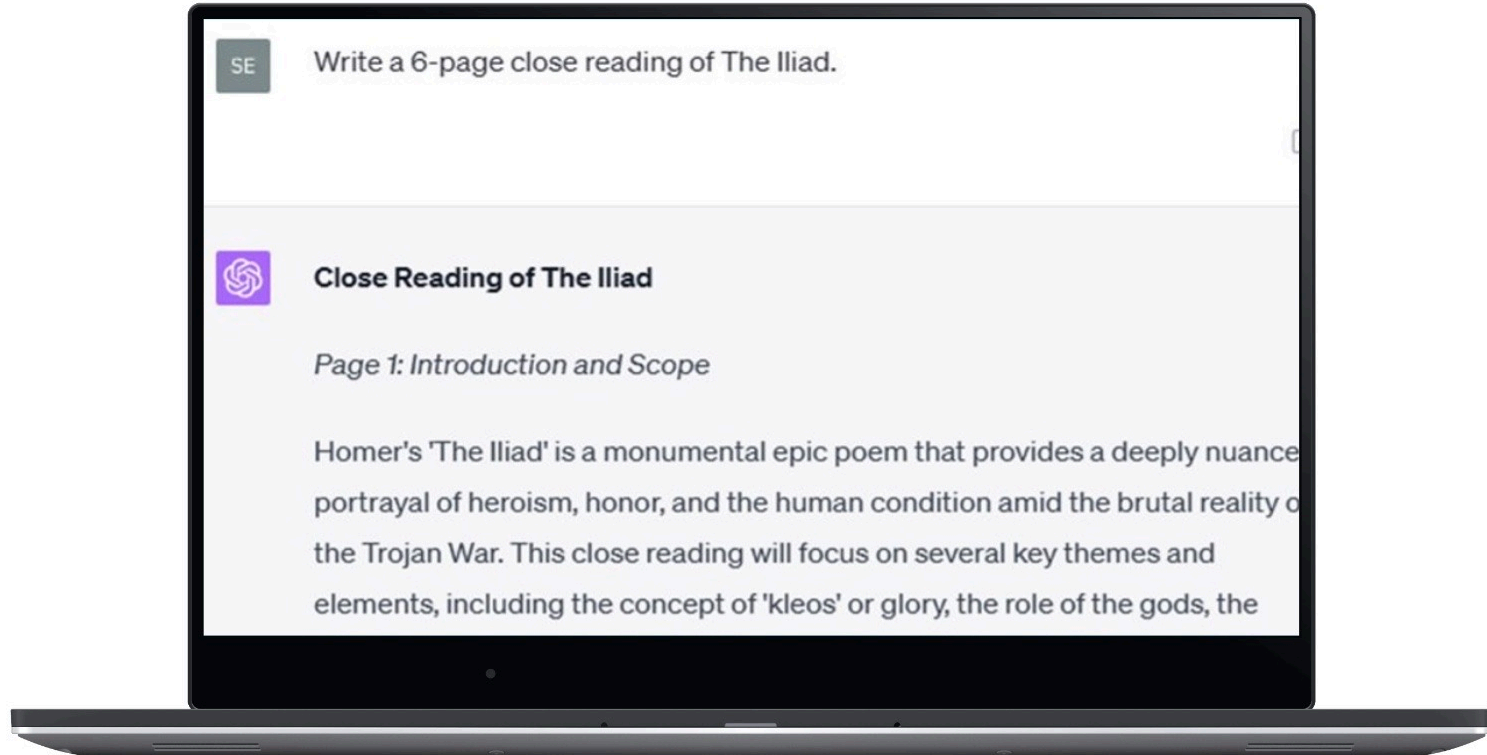 SE
Write a 6-page close reading of The Iliad.
Close Reading of The Iliad
Page 1: Introduction and Scope
Homer's 'The Iliad' is a monumental epic poem that provides a deeply nuance
portrayal of heroism, honor, and the human condition amid the brutal reality o
the Trojan War. This close reading will focus on several key themes and
elements, including the concept of 'kleos' or glory, the role of the gods, the